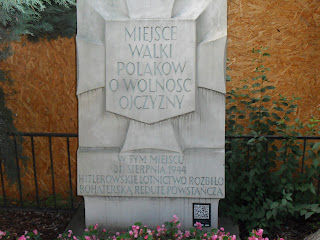 MIEJSCE
WALKI
POLAKÓW
O WOLNOŚĆ
OJCZYZNY
W TYM MIEJSCU
31 SIERPNIA 1944
HITLEROWSKIE LOTNICTWO ROZBIŁO
BOHATERSKĄ REDUTĘ POWSTAŃCZĄ